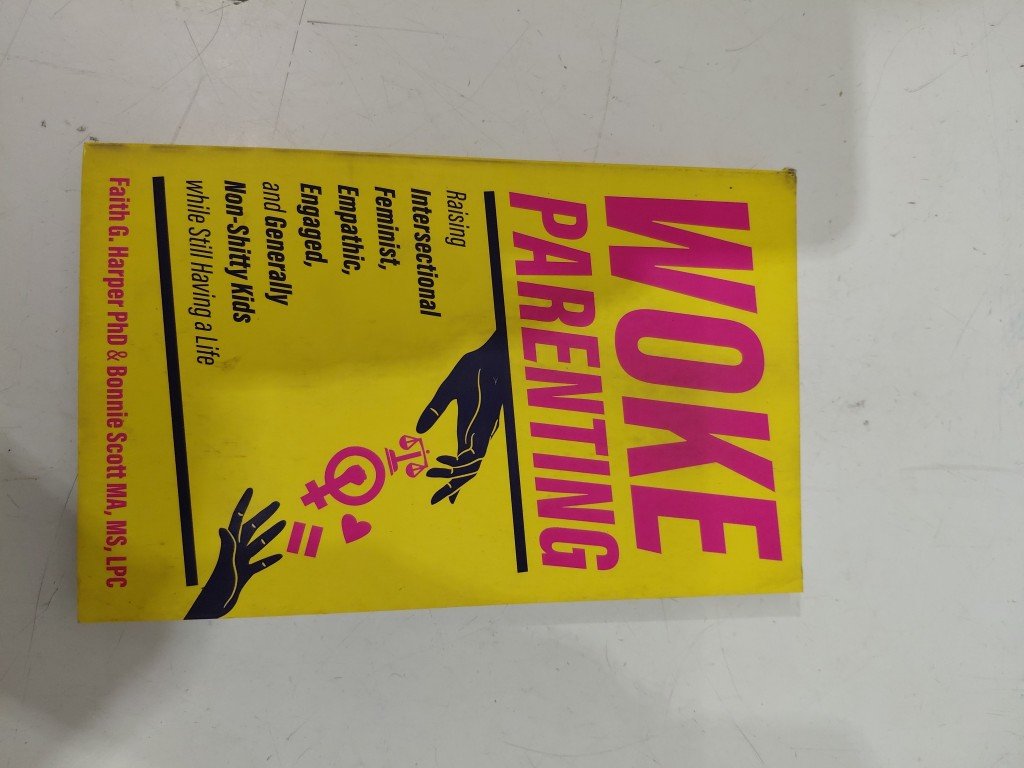 WOKE
PARENTING
Raising
Intersectional
Feminist,
Empathic,
Engaged,
and Generally
Non-Shitty Kids
while Still Having a Life
Faith G. Harper PhD & Bonnie Scott MA, MS, LPC